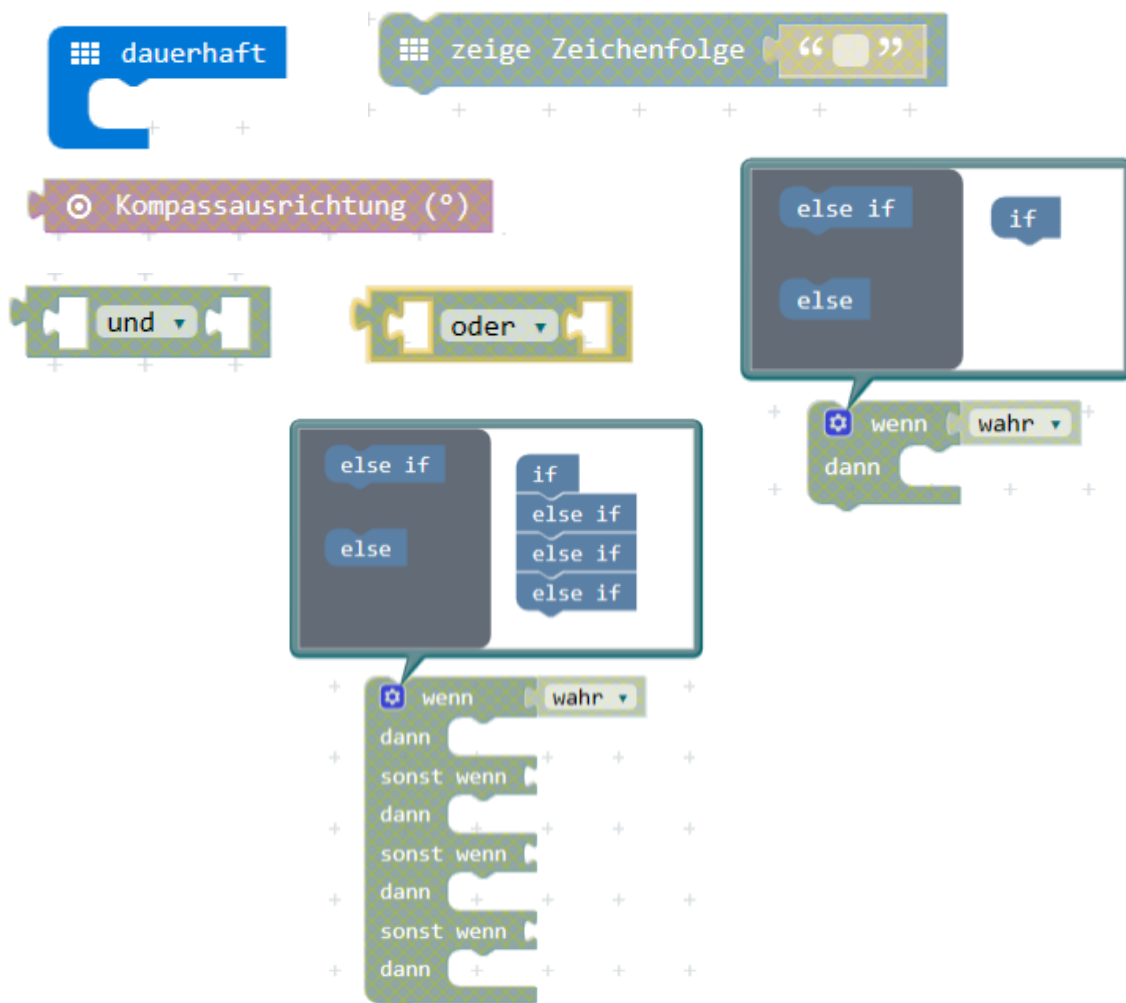 dauerhaft
zeige Zeichenfolge “ ”
Kompassausrichtung (°)
und
oder
else if
if
else
wenn wahr
dann
else if
else
if
else if
else if
else if
wenn wahr
dann
sonst wenn
dann
sonst wenn
dann
sonst wenn
dann